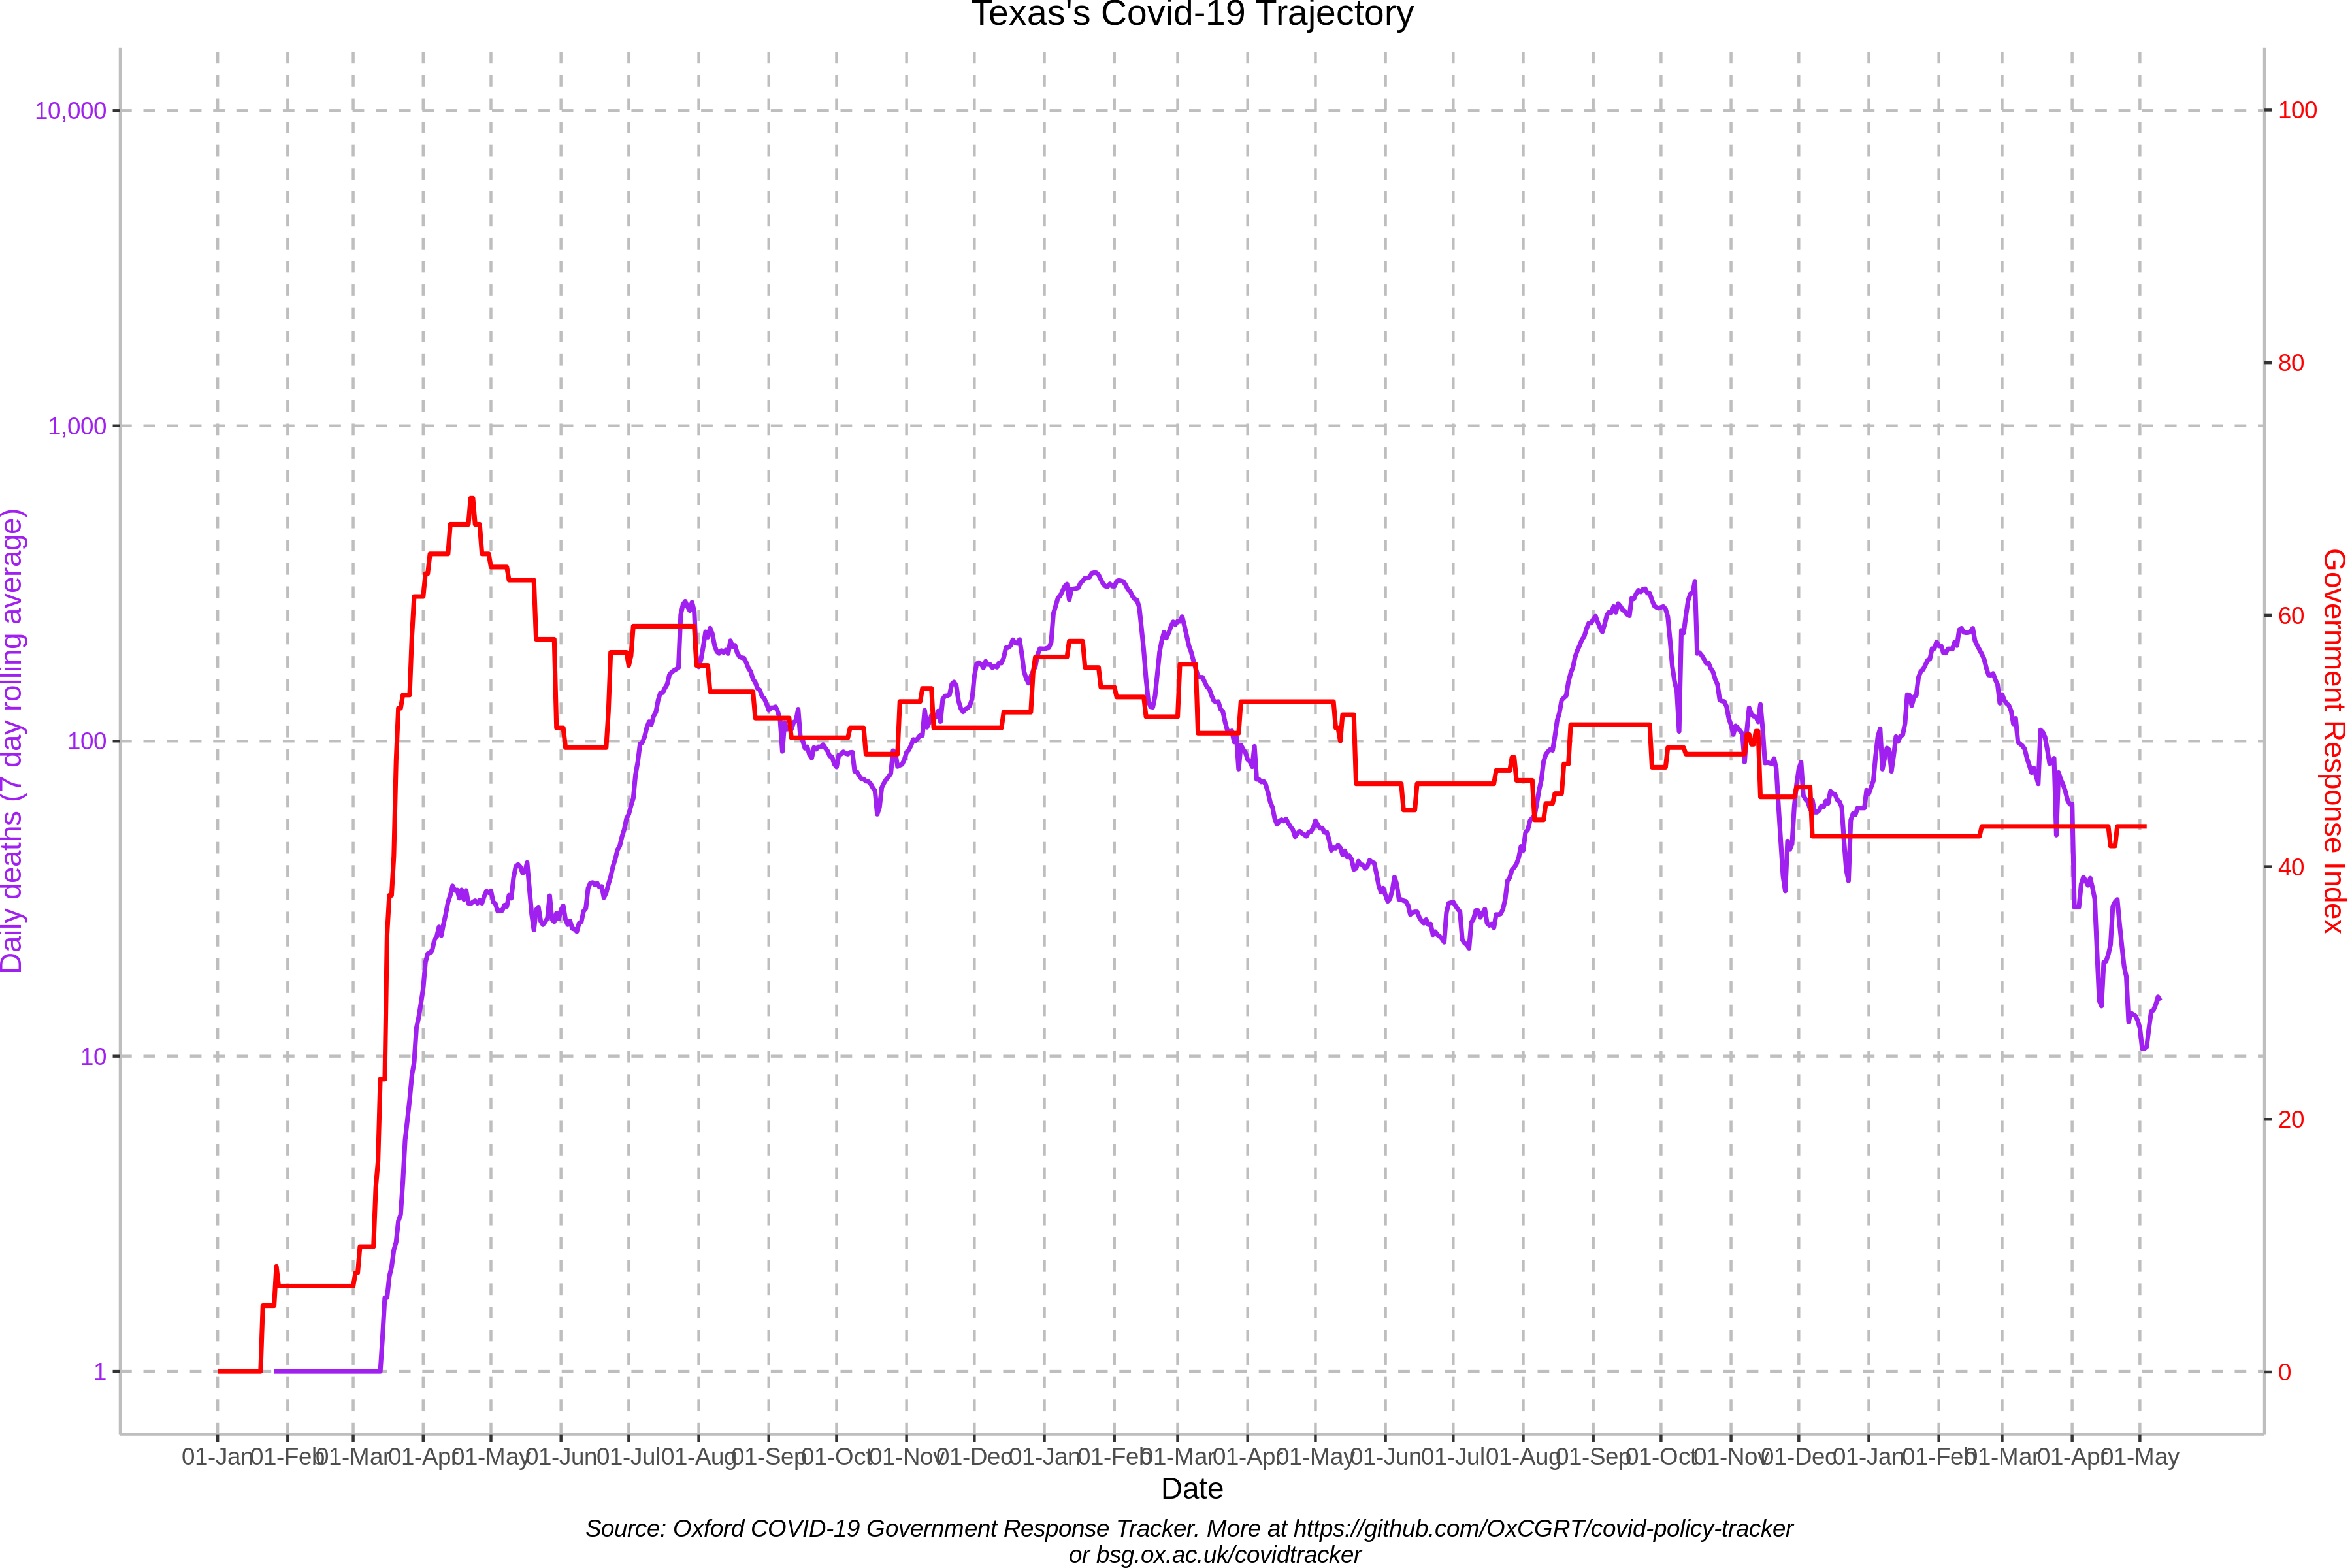 Texas's Covid-19 Trajectory
10,000
1,000
100
10
1
Daily deaths (7 day rolling average)
100
80
60
40
20
0
Government Response Index
01-Jan 01-Feb 01-Mar 01-Apr 01-May 01-Jun 01-Jul 01-Aug 01-Sep 01-Oct 01-Nov 01-Dec 01-Jan 01-Feb 01-Mar 01-Apr 01-May 01-Jun 01-Jul 01-Aug 01-Sep 01-Oct 01-Nov 01-Dec 01-Jan 01-Feb 01-Mar 01-Apr 01-May
Date
Source: Oxford COVID-19 Government Response Tracker. More at https://github.com/OxCGRT/covid-policy-tracker
or bsg.ox.ac.uk/covidtracker